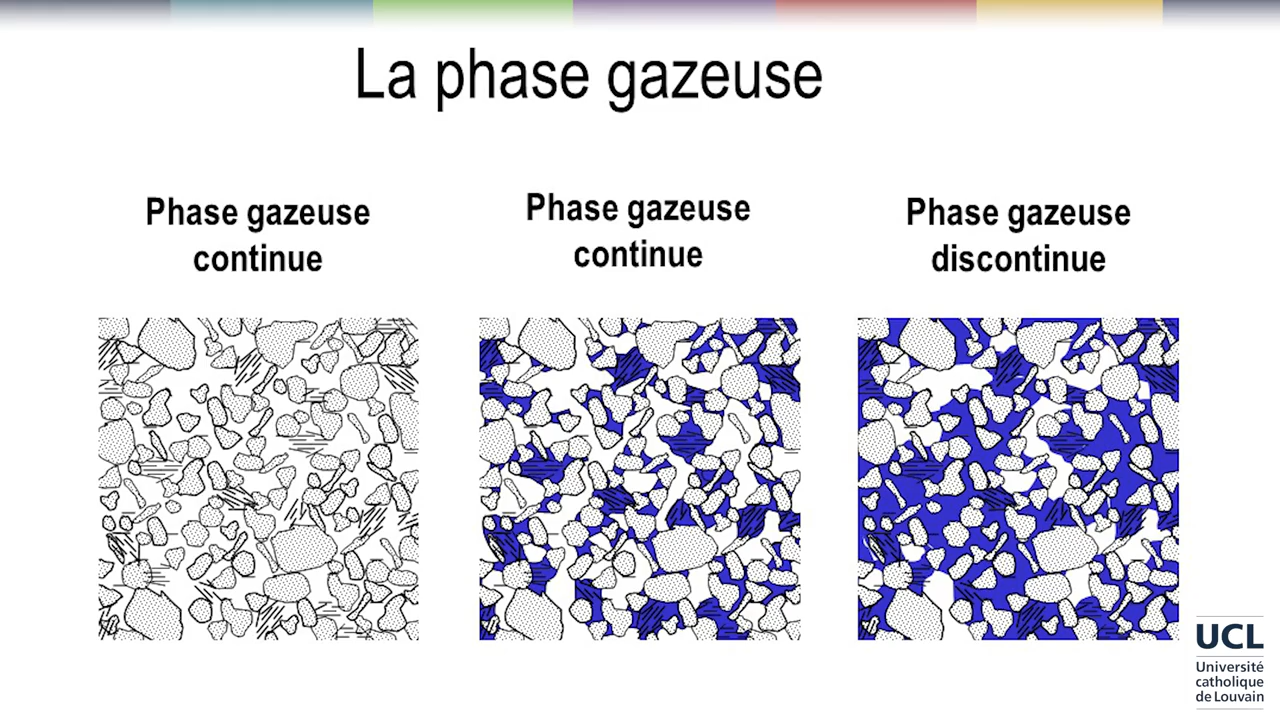 La phase gazeuse
Phase gazeuse
continue
Phase gazeuse
continue
Phase gazeuse
discontinue
UCL
Université
catholique
de Louvain